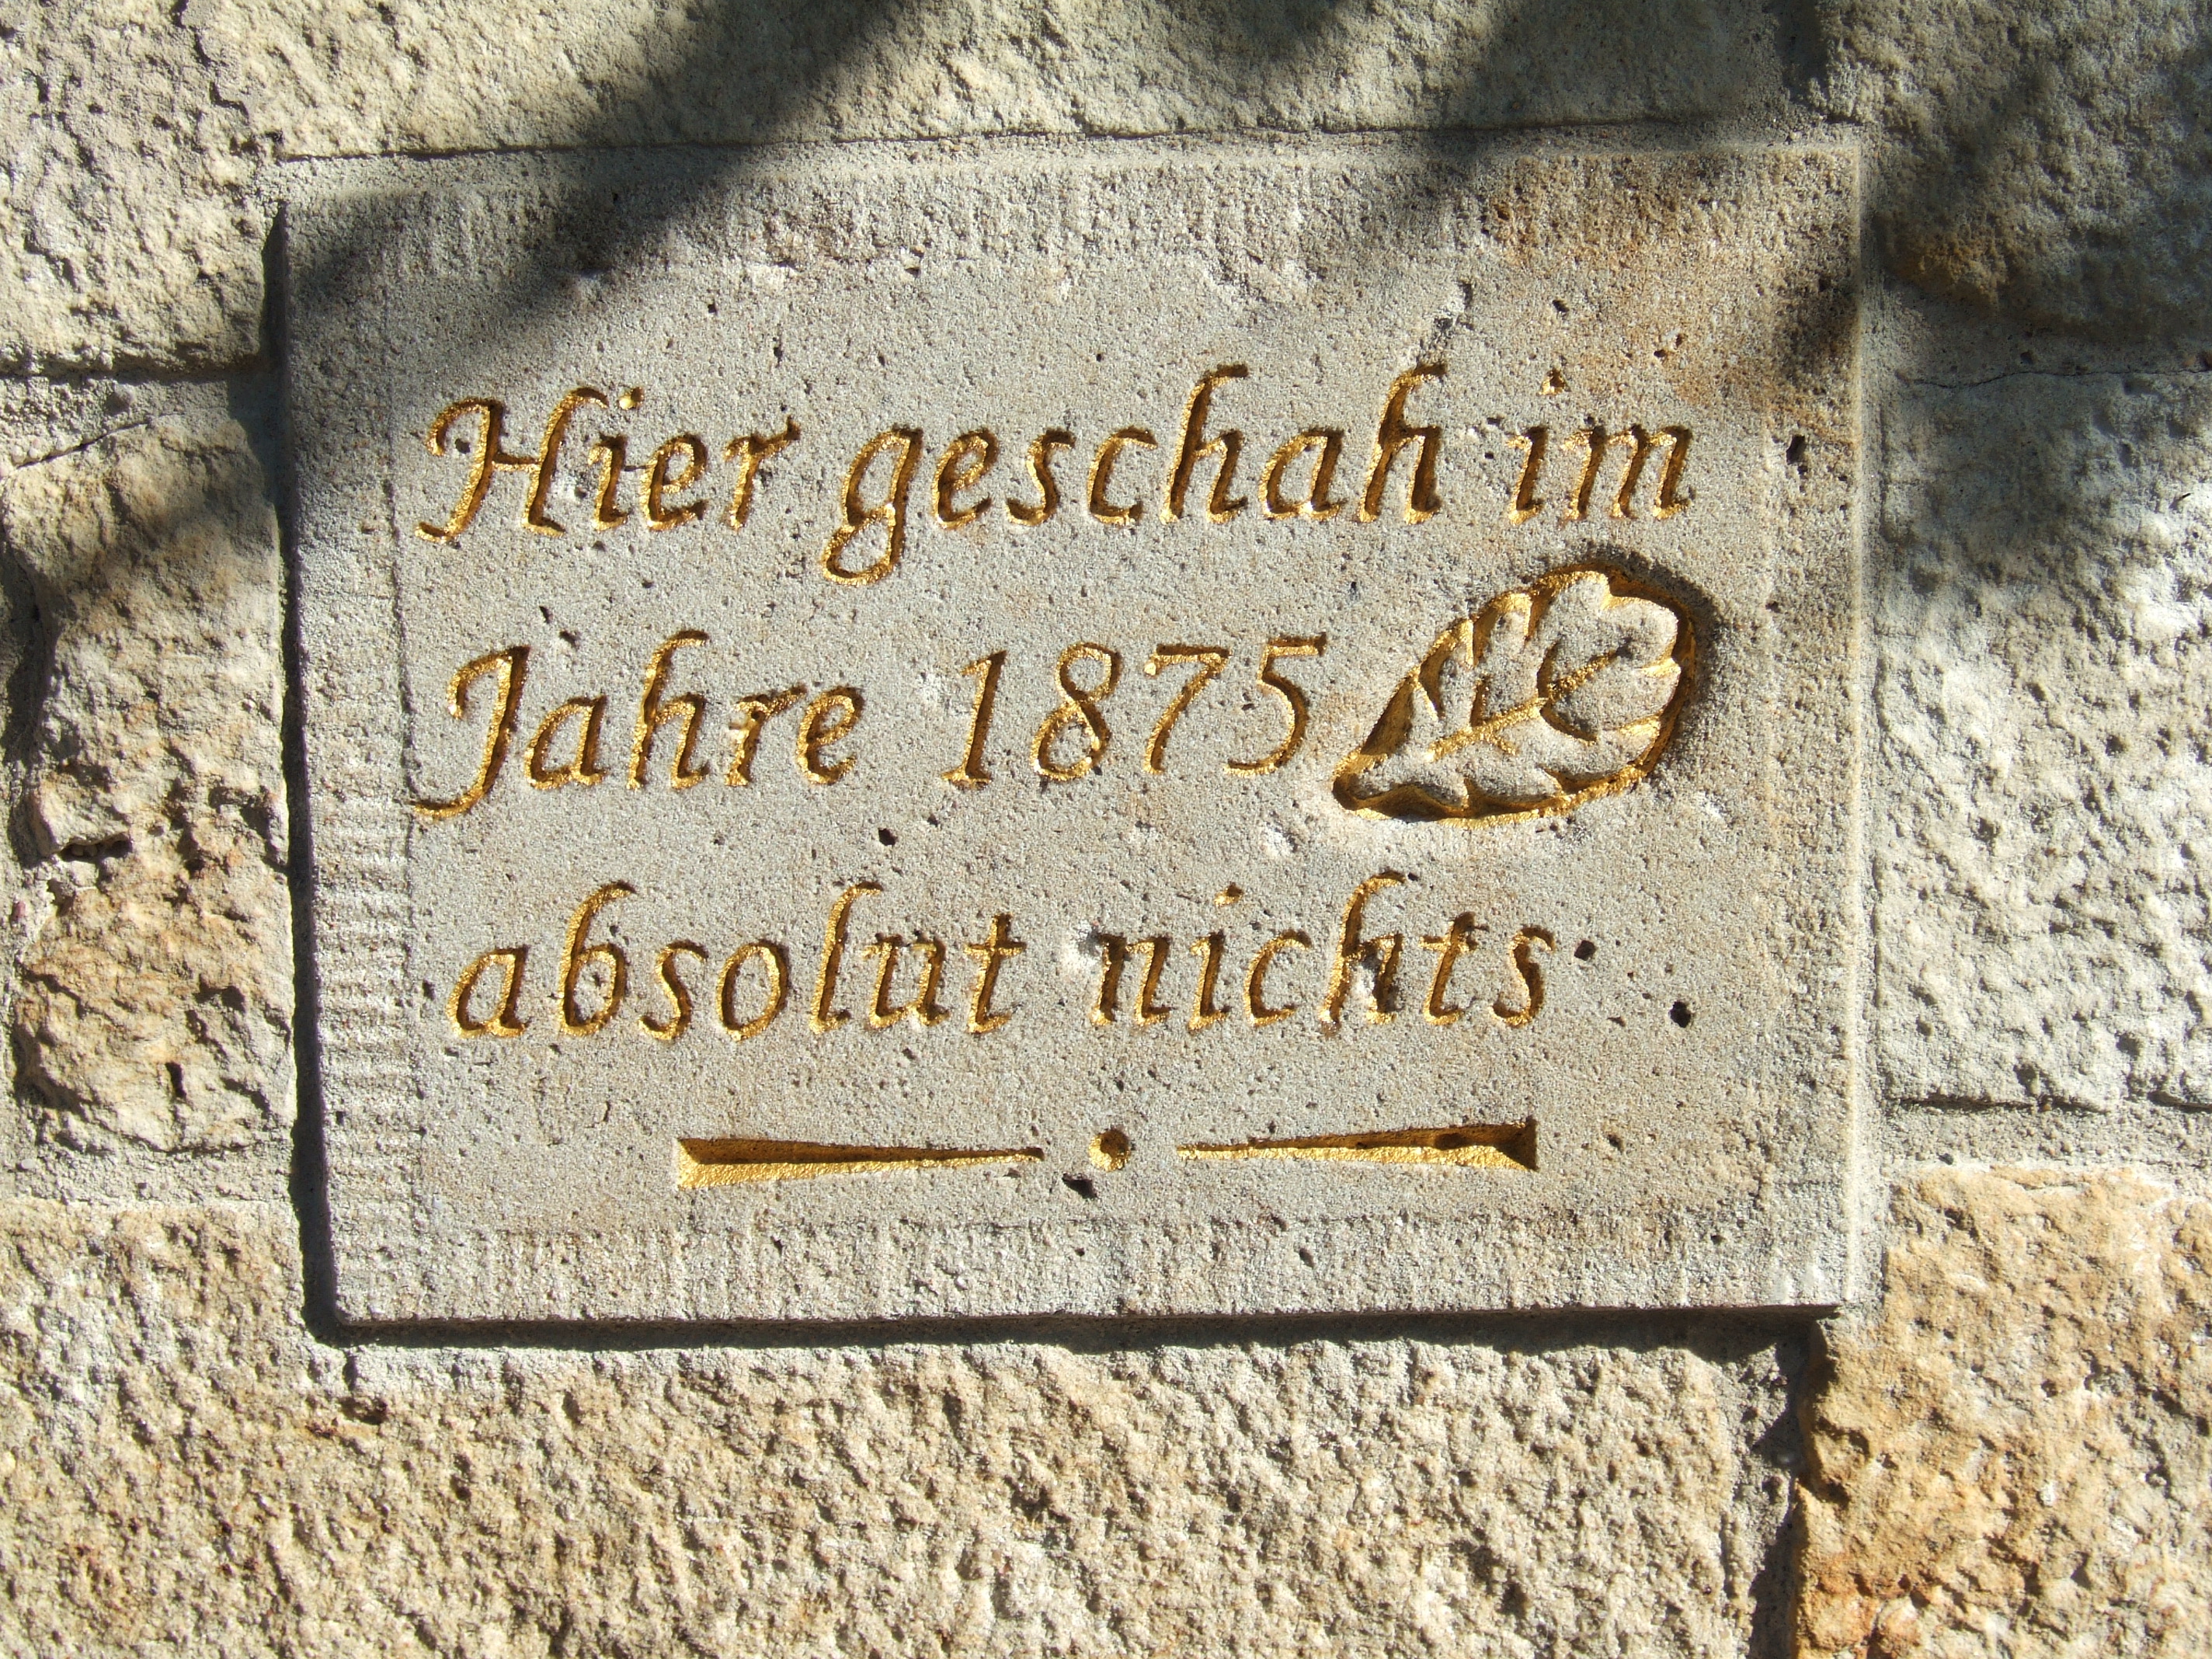 Hier geschah im
Jahre 1875
absolut nichts